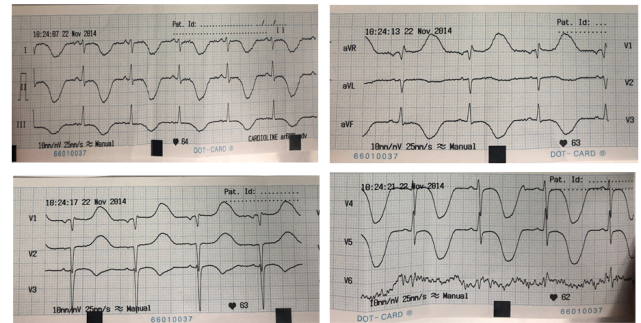 10:24:07 22 Nov 2014
Pat. Id: ............../../....
I
II
II
III
10mm/mV 25mm/s ≈ Manual
♥ 64
CARDIOLINE
66010037
DOT-CARD ®
10:24:13 22 Nov 2014
Pat. Id: ...
aVR
V1
aVL
V2
aVF
V3
10mm/mV 25mm/s ≈ Manual
♥ 63
66010037
DOT-CARD ®
10:24:17 22 Nov 2014
Pat. Id: .........
V1
V2
V3
10mm/mV 25mm/s ≈ Manual
♥ 63
66010037
10:24:21 22 Nov 2014
Pat. Id: .........
V4
V5
V6
10mm/mV 25mm/s ≈ Manual
♥ 62
DOT-CARD ®
66010037